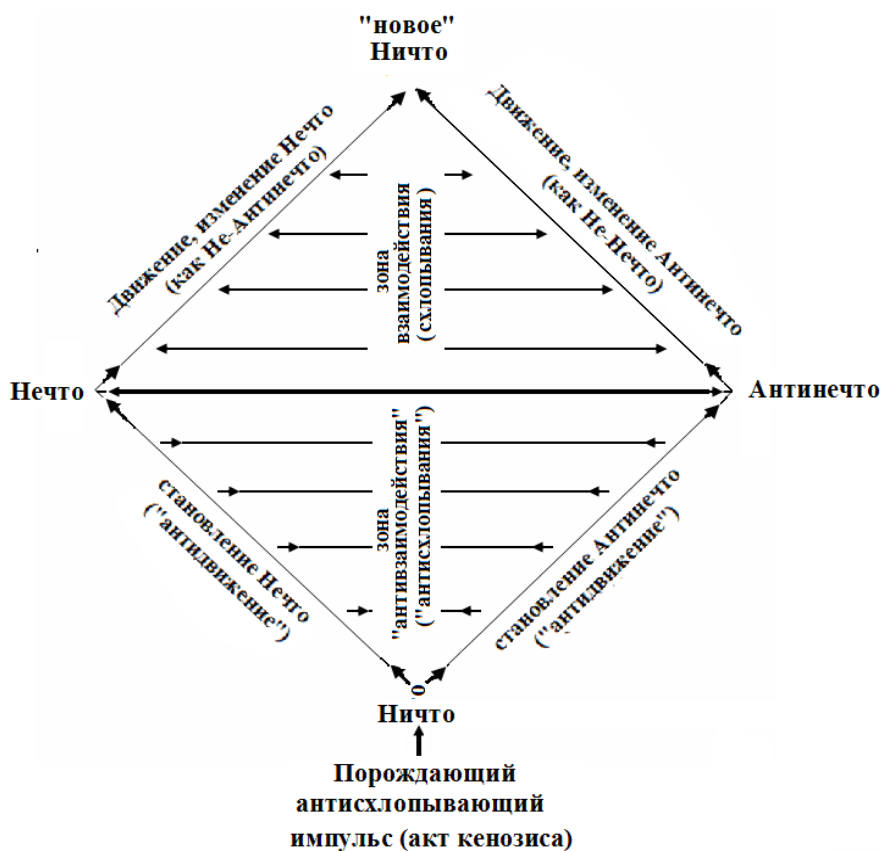 "новое"
Ничто
Движение, изменение Нечто
(как Не-Антинечто)
Движение, изменение Антинечто
(как Не-Нечто)
зона
взаимодействия
(схлопывания)
Нечто
Антинечто
становление Нечто
("антидвижение")
зона
"антивзаимодействия"
("антисхлопывания")
становление Антинечто
("антидвижение")
0
Ничто
Порождающий
антисхлопывающий
импульс (акт кенозиса)